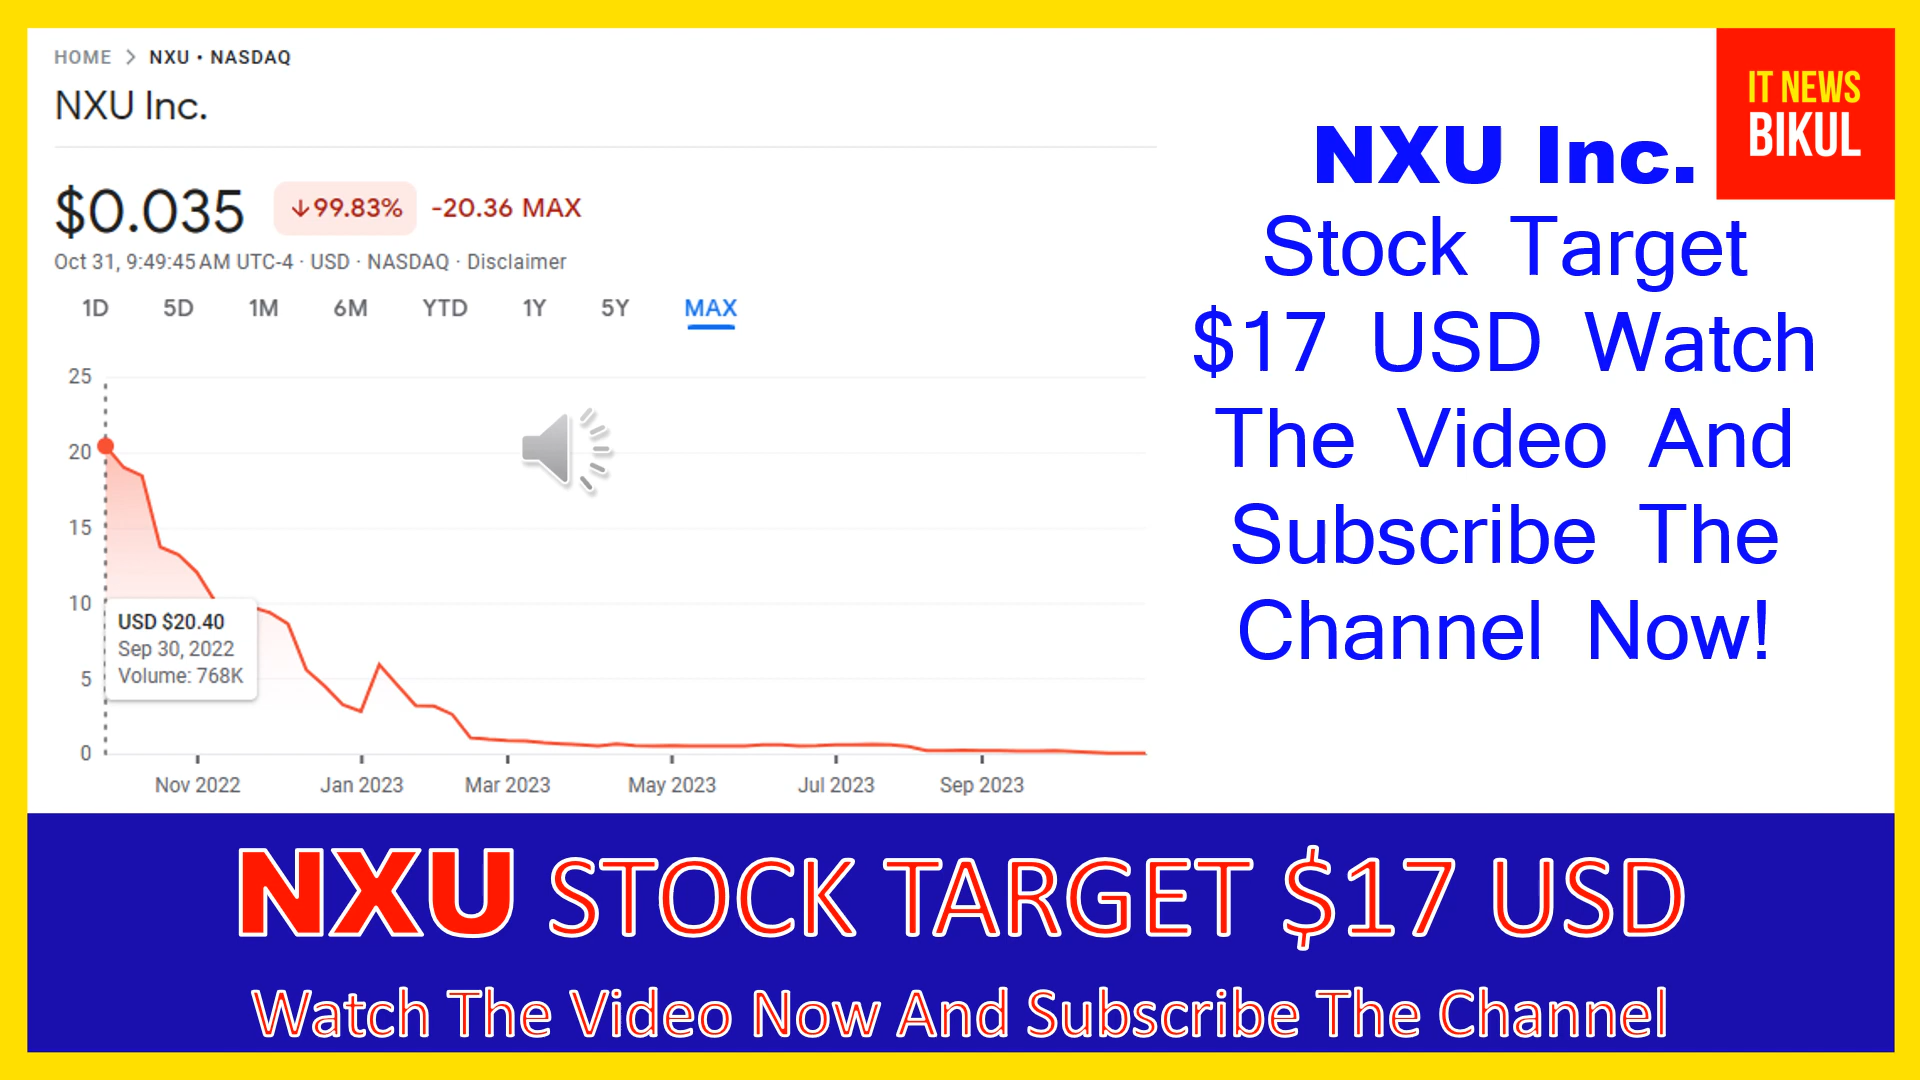 HOME > NXU • NASDAQ
NXU Inc.
$0.035 ↓99.83% -20.36 MAX
Oct 31, 9:49:45 AM UTC-4 · USD · NASDAQ · Disclaimer
1D 5D 1M 6M YTD 1Y 5Y MAX
25
20
15
10
5
0
USD $20.40
Sep 30, 2022
Volume: 768K
Nov 2022 Jan 2023 Mar 2023 May 2023 Jul 2023 Sep 2023
IT NEWS
BIKUL
NXU Inc.
Stock Target
$17 USD Watch
The Video And
Subscribe The
Channel Now!
NXU STOCK TARGET $17 USD
Watch The Video Now And Subscribe The Channel